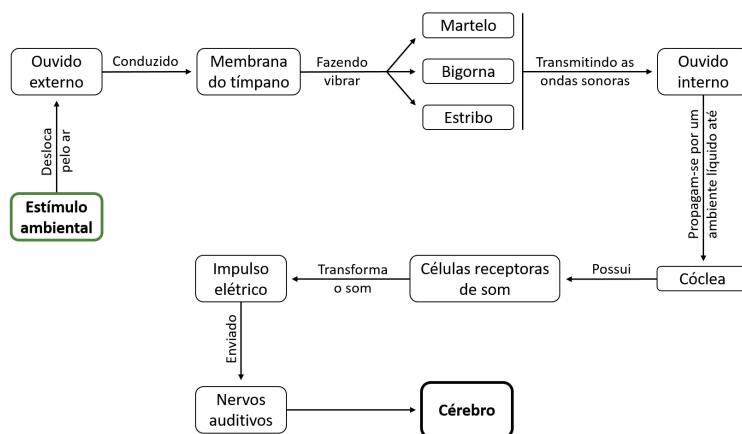 Estímulo
ambiental
Desloca
pelo ar
Ouvido
externo
Conduzido
Membrana
do tímpano
Fazendo
vibrar
Martelo
Bigorna
Estribo
Transmitindo as
ondas sonoras
Ouvido
interno
Propagam-se por um
ambiente líquido até
Cóclea
Possui
Células receptoras
de som
Transforma
o som
Impulso
elétrico
Enviado
Nervos
auditivos
Cérebro